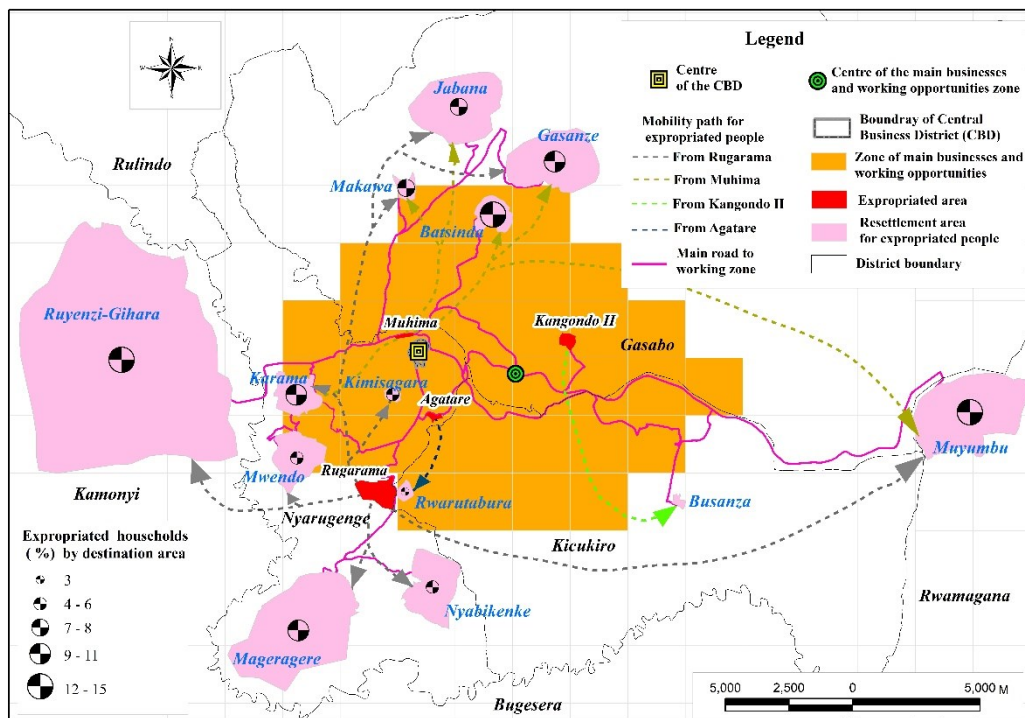 N
W
E
S
Legend
Centre
of the CBD
Centre of the main businesses
and working opportunities zone
Mobility path for
expropriated people
From Rugarama
From Muhima
From Kangondo II
From Agatare
Main road to
working zone
Boundray of Central
Business District (CBD)
Zone of main businesses and
working opportunities
Expropriated area
Resettlement area
for expropriated people
District boundary
Jabana
Gasanze
Rulindo
Makawa
Batsinda
Ruyenzi-Gihara
Muhima
Kangondo II
Gasabo
Karama
Kimisagara
Agatare
Muyumbu
Mwendo
Rugarama
Kamonyi
Rwarutabura
Busanza
Nyarugenge
Kicukiro
Rwamagana
Nyabikenke
Mageragere
Bugesera
Expropriated households
( %) by destination area
3
4 - 6
7 - 8
9 - 11
12 - 15
5,000 2,500 0 5,000 M